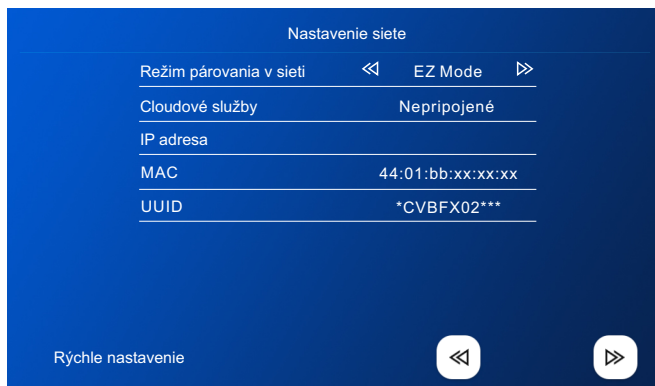 Nastavenie siete
Režim párovania v sieti EZ Mode
Cloudové služby Nepripojené
IP adresa
MAC 44:01:bb:xx:xx:xx
UUID *CVBFX02***
Rýchle nastavenie